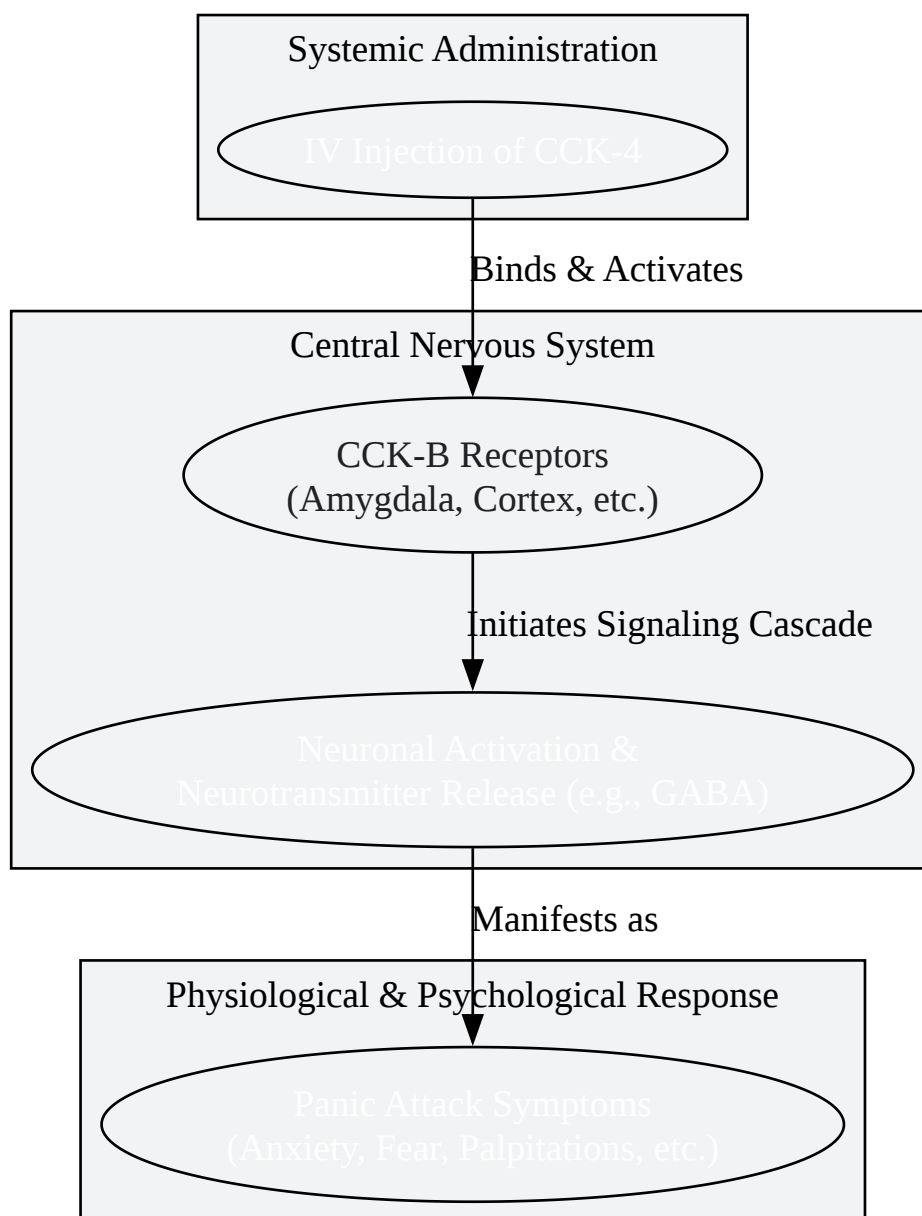 Systemic Administration
IV Injection of CCK-4
Binds & Activates
Central Nervous System
CCK-B Receptors
(Amygdala, Cortex, etc.)
Initiates Signaling Cascade
Neuronal Activation &
Neurotransmitter Release (e.g., GABA)
Manifests as
Physiological & Psychological Response
Panic Attack Symptoms
(Anxiety, Fear, Palpitations, etc.)